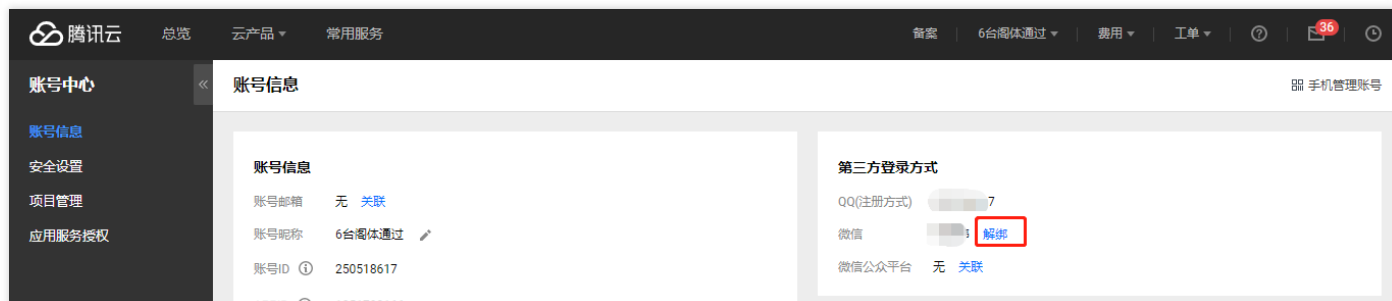 腾讯云 总览 云产品 常用服务 备案 6台阁体通过 费用 工单 36
账号中心 « 账号信息 手机管理账号
账号信息
安全设置
项目管理
应用服务授权
账号信息
账号邮箱 无 关联
账号昵称 6台阁体通过
账号ID 250518617
第三方登录方式
QQ(注册方式) 7
微信 解绑
微信公众平台 无 关联